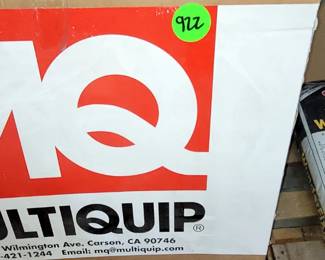 922
MQ
ULTIQUIP®
Wilmington Ave. Carson, CA 90746
-421-1244 Email: mq@multiquip.com